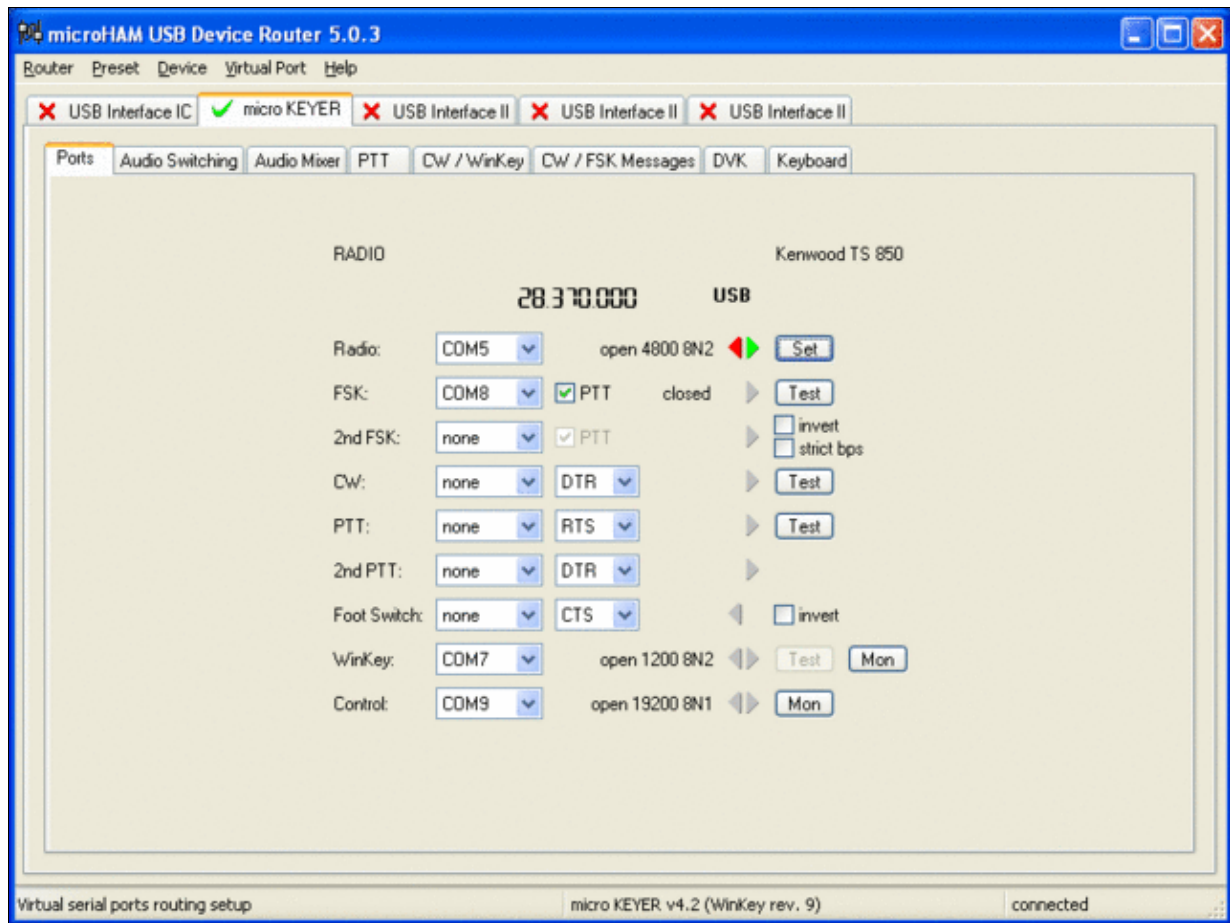 microHAM USB Device Router 5.0.3
Router Preset Device Virtual Port Help
USB Interface IC micro KEYER USB Interface II USB Interface II USB Interface II
Ports Audio Switching Audio Mixer PTT CW / WinKey CW / FSK Messages DVK Keyboard
RADIO Kenwood TS 850
28.370.000 USB
Radio: COM5 open 4800 8N2 Set
FSK: COM8 PTT closed Test
2nd FSK: none PTT invert
strict bps
CW: none DTR Test
PTT: none RTS Test
2nd PTT: none DTR
Foot Switch: none CTS invert
WinKey: COM7 open 1200 8N2 Test Mon
Control: COM9 open 19200 8N1 Mon
Virtual serial ports routing setup micro KEYER v4.2 (WinKey rev. 9) connected